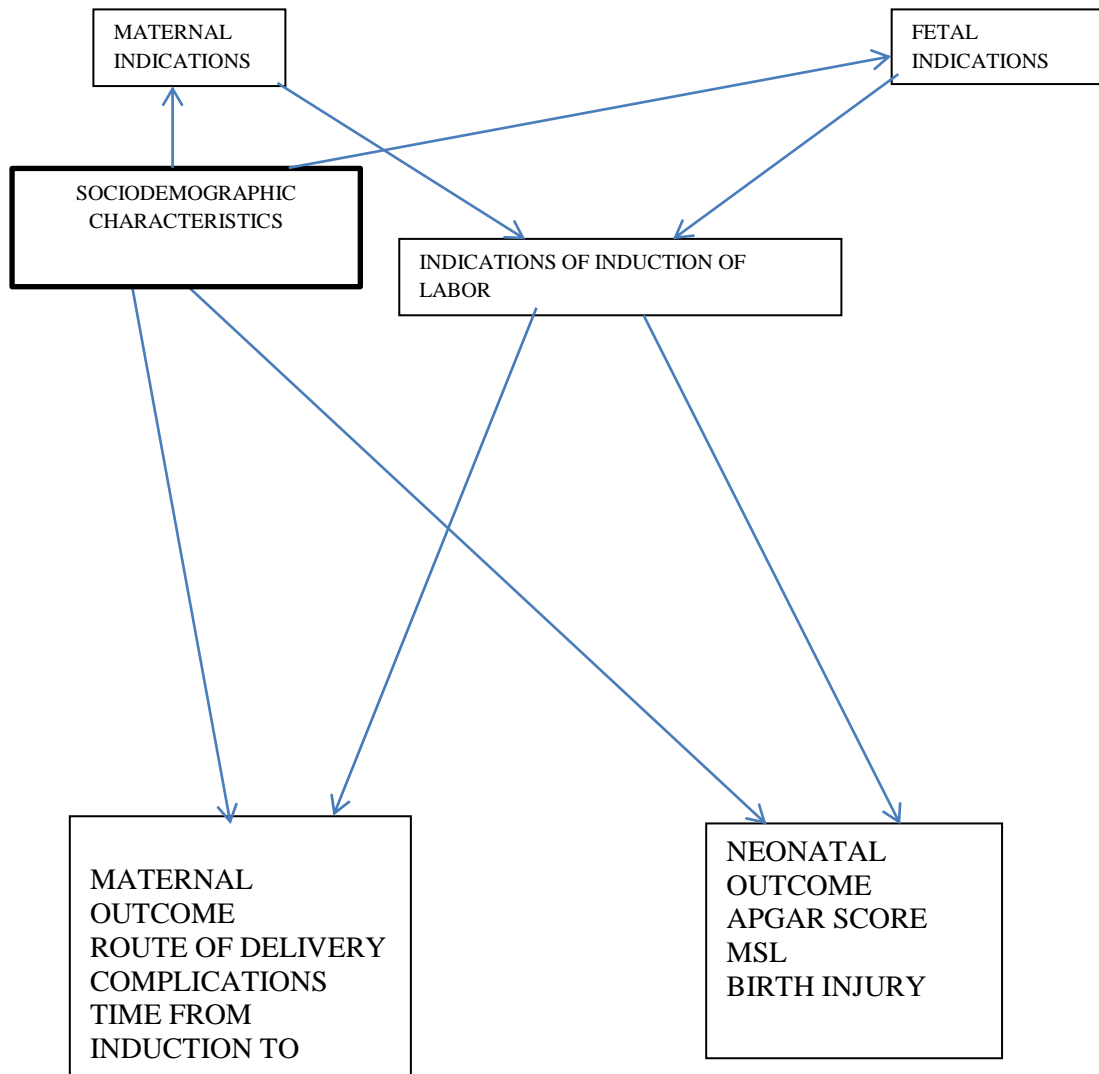 MATERNAL
INDICATIONS
FETAL
INDICATIONS
SOCIODEMOGRAPHIC
CHARACTERISTICS
INDICATIONS OF INDUCTION OF
LABOR
MATERNAL
OUTCOME
ROUTE OF DELIVERY
COMPLICATIONS
TIME FROM
INDUCTION TO
NEONATAL
OUTCOME
APGAR SCORE
MSL
BIRTH INJURY